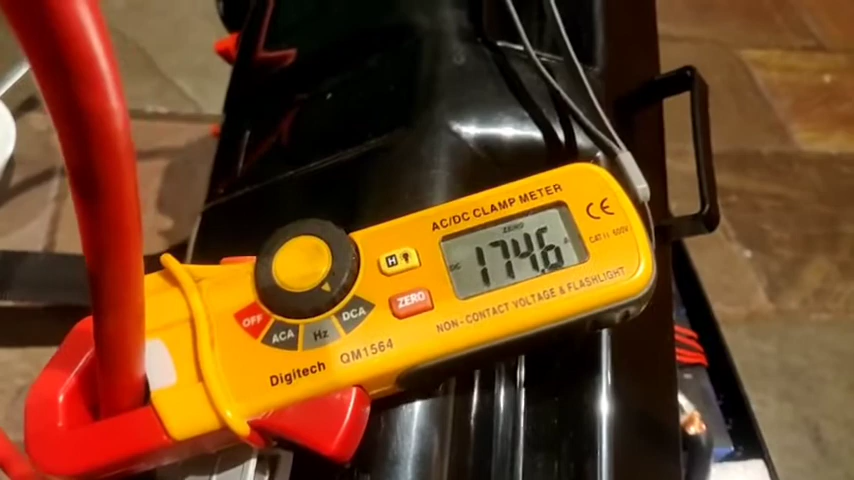 AC/DC CLAMP METER
CE
CAT II 600V
ZERO
DC 174.6 A
H
ZERO
NON-CONTACT VOLTAGE & FLASHLIGHT
OFF
ACA
Hz
DCA
QM1564
Digitech